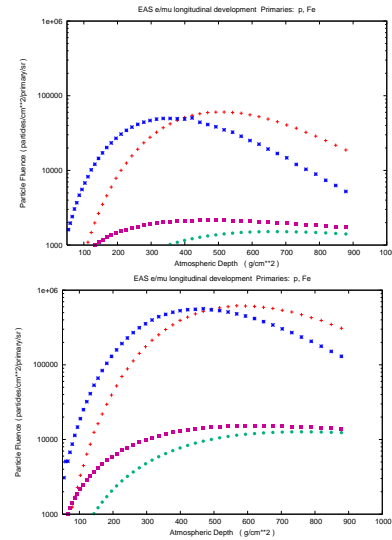 EAS e/mu longitudinal development Primaries: p, Fe
1e+06
100000
10000
1000
Particle Fluence ( particles/cm^2/primary/sr)
0 100 200 300 400 500 600 700 800 900 1000
Atmospheric Depth ( g/cm**2 )
EAS e/mu longitudinal development Primaries: p, Fe
1e+06
100000
10000
1000
Particle Fluence ( particles/cm**2/primary/sr)
0 100 200 300 400 500 600 700 800 900 1000
Atmospheric Depth ( g/cm**2 )